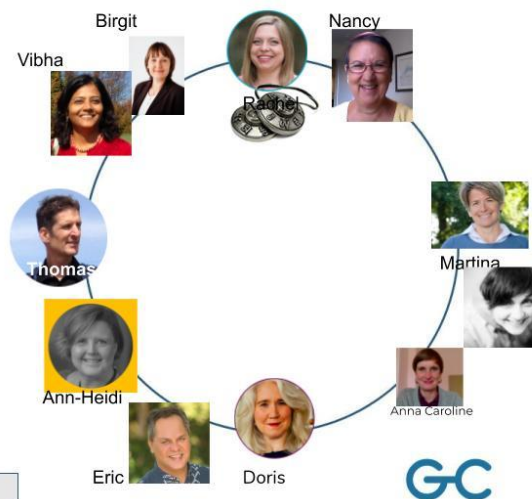 Birgit
Nancy
Vibha
Rachel
Thomas
Martina
Ann-Heidi
Anna Caroline
Eric
Doris
GC